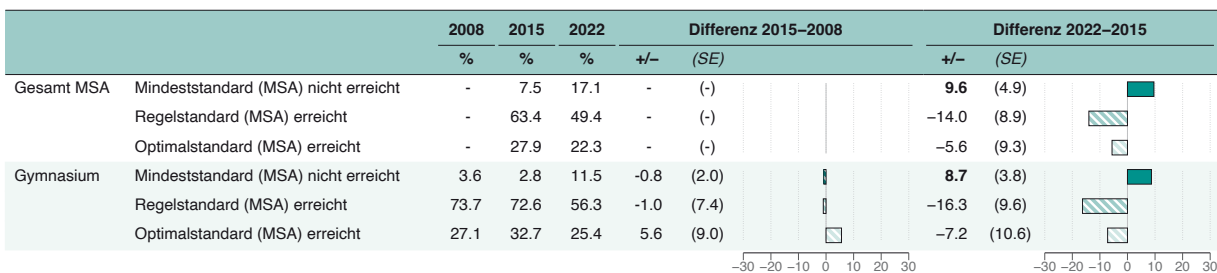 2008 2015 2022 Differenz 2015–2008 Differenz 2022–2015
% % % +/– (SE) +/– (SE)
Gesamt MSA Mindeststandard (MSA) nicht erreicht - 7.5 17.1 - (-) 9.6 (4.9)
Regelstandard (MSA) erreicht - 63.4 49.4 - (-) −14.0 (8.9)
Optimalstandard (MSA) erreicht - 27.9 22.3 - (-) −5.6 (9.3)
Gymnasium Mindeststandard (MSA) nicht erreicht 3.6 2.8 11.5 -0.8 (2.0) 8.7 (3.8)
Regelstandard (MSA) erreicht 73.7 72.6 56.3 -1.0 (7.4) −16.3 (9.6)
Optimalstandard (MSA) erreicht 27.1 32.7 25.4 5.6 (9.0) −7.2 (10.6)
−30 −20 −10 0 10 20 30 −30 −20 −10 0 10 20 30